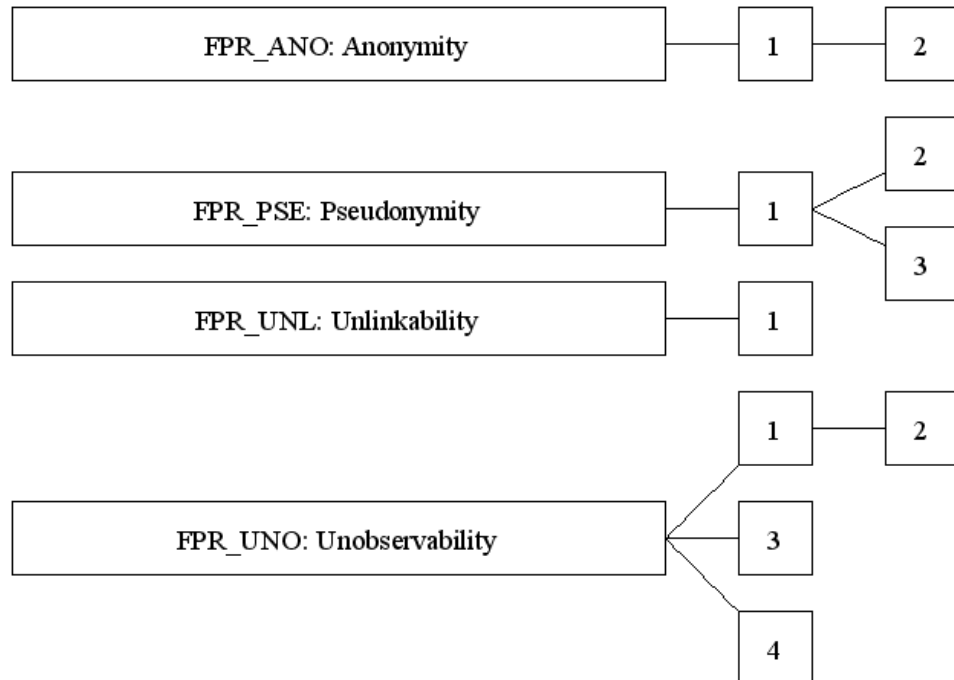 FPR_ANO: Anonymity 1 2
2
FPR_PSE: Pseudonymity 1
3
FPR_UNL: Unlinkability 1
1 2
FPR_UNO: Unobservability 3
4